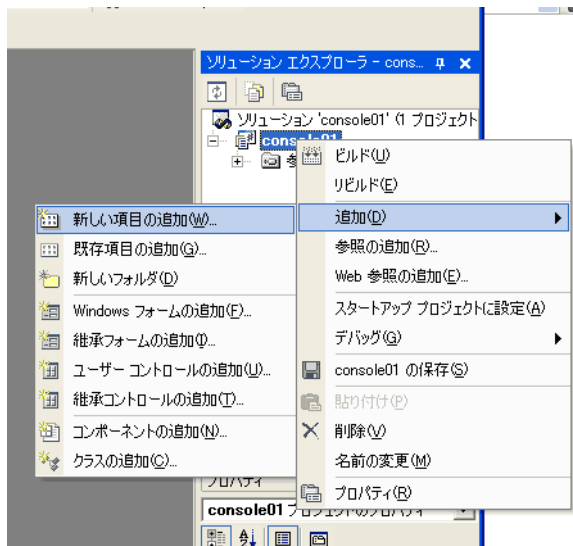 ソリューション エクスプローラ - cons...
ソリューション 'console01' (1 プロジェクト
console01
ビルド(U)
リビルド(E)
追加(D)
参照の追加(R)...
Web 参照の追加(E)...
スタートアップ プロジェクトに設定(A)
デバッグ(G)
console01 の保存(S)
貼り付け(P)
削除(V)
名前の変更(M)
プロパティ(R)
新しい項目の追加(W)...
既存項目の追加(G)...
新しいフォルダ(D)
Windows フォームの追加(F)...
継承フォームの追加(I)...
ユーザー コントロールの追加(U)...
継承コントロールの追加(T)...
コンポーネントの追加(N)...
クラスの追加(C)...
プロパティ
console01 プロジェクトのプロパティ